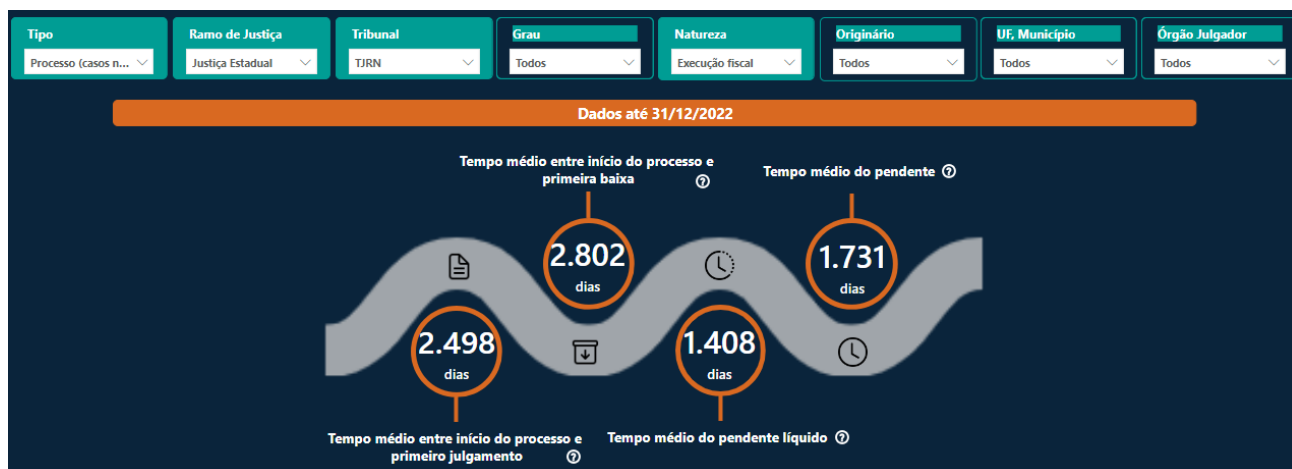 Tipo
Ramo de Justiça
Tribunal
Grau
Natureza
Originário
UF, Município
Órgão Julgador
Processo (casos n...
Justiça Estadual
TJRN
Todos
Execução fiscal
Todos
Todos
Todos
Dados até 31/12/2022
Tempo médio entre início do processo e
primeira baixa
Tempo médio do pendente
2.802
dias
1.731
dias
2.498
dias
1.408
dias
Tempo médio entre início do processo e
primeiro julgamento
Tempo médio do pendente líquido